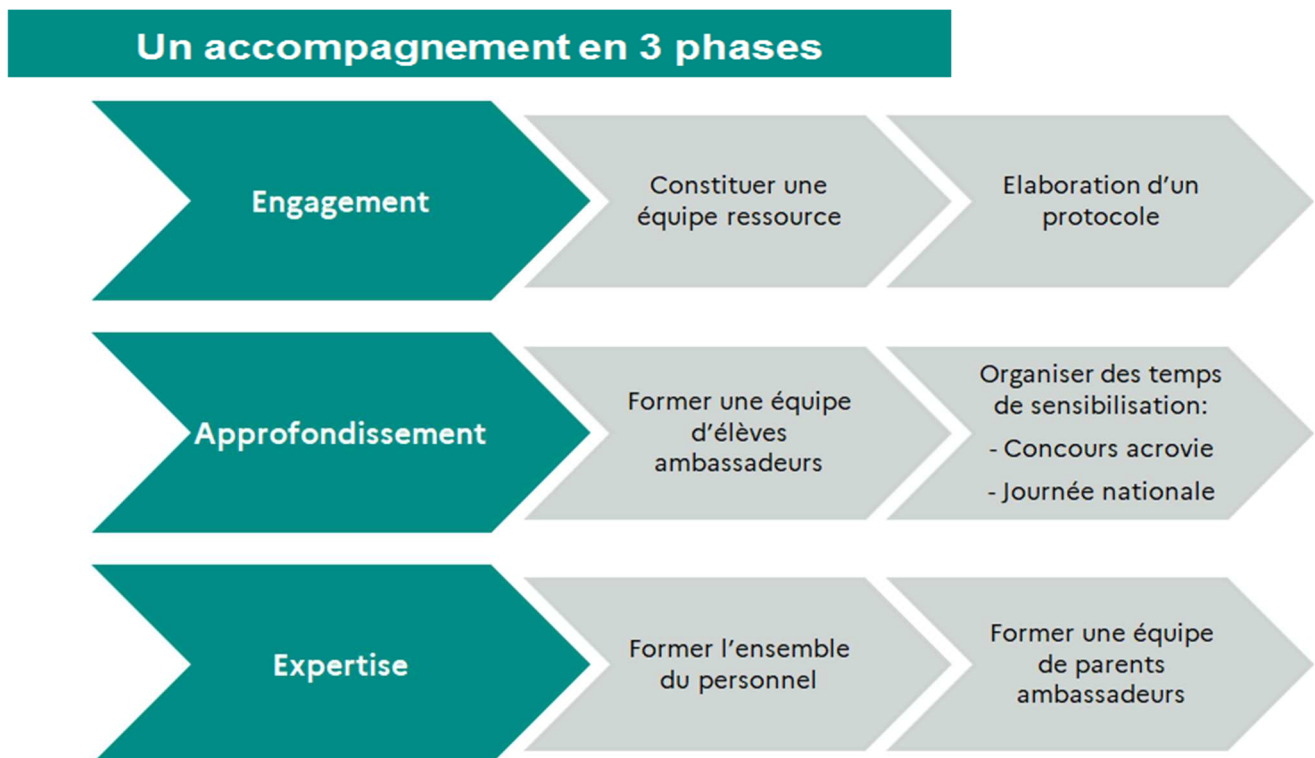 Un accompagnement en 3 phases
Engagement
Constituer une
équipe ressource
Elaboration d’un
protocole
Approfondissement
Former une équipe
d’élèves
ambassadeurs
Organiser des temps
de sensibilisation:
- Concours acrovie
- Journée nationale
Expertise
Former l’ensemble
du personnel
Former une équipe
de parents
ambassadeurs